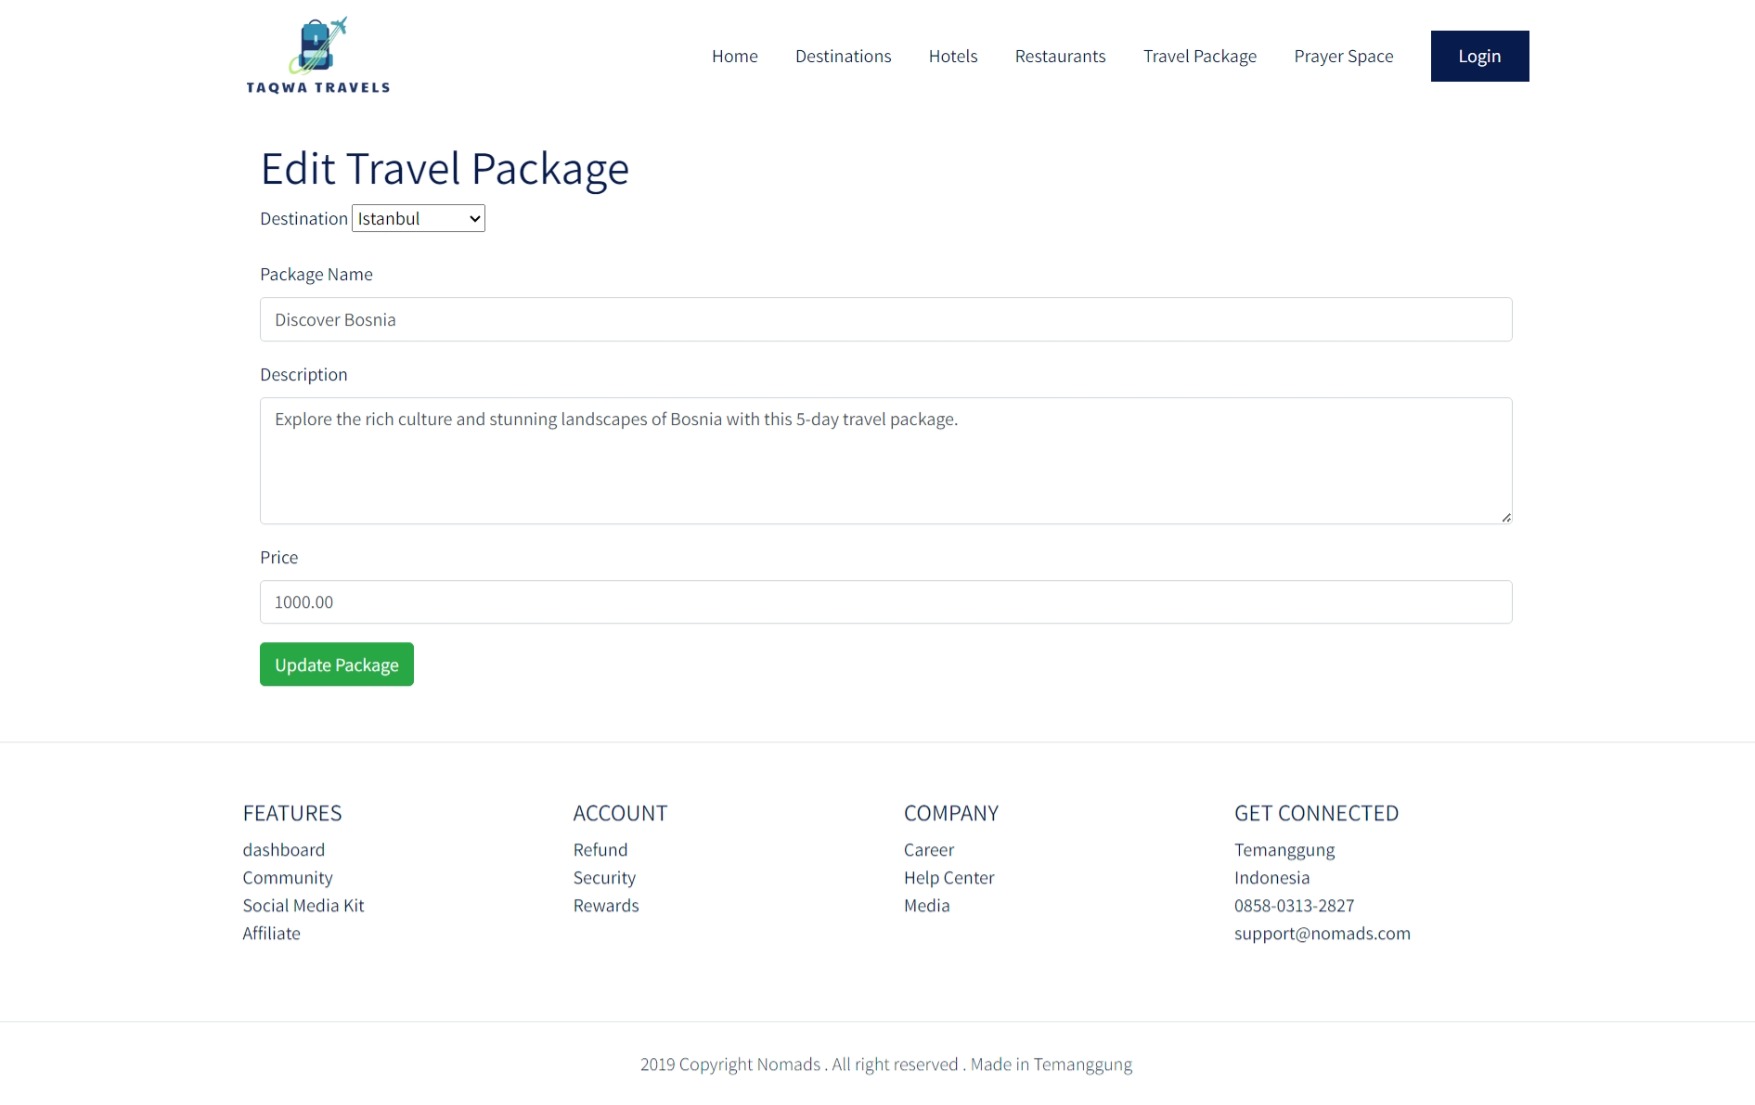 TAQWA TRAVELS
Home Destinations Hotels Restaurants Travel Package Prayer Space Login
Edit Travel Package
Destination Istanbul
Package Name
Discover Bosnia
Description
Explore the rich culture and stunning landscapes of Bosnia with this 5-day travel package.
Price
1000.00
Update Package
FEATURES
dashboard
Community
Social Media Kit
Affiliate
ACCOUNT
Refund
Security
Rewards
COMPANY
Career
Help Center
Media
GET CONNECTED
Temanggung
Indonesia
0858-0313-2827
support@nomads.com
2019 Copyright Nomads . All right reserved . Made in Temanggung